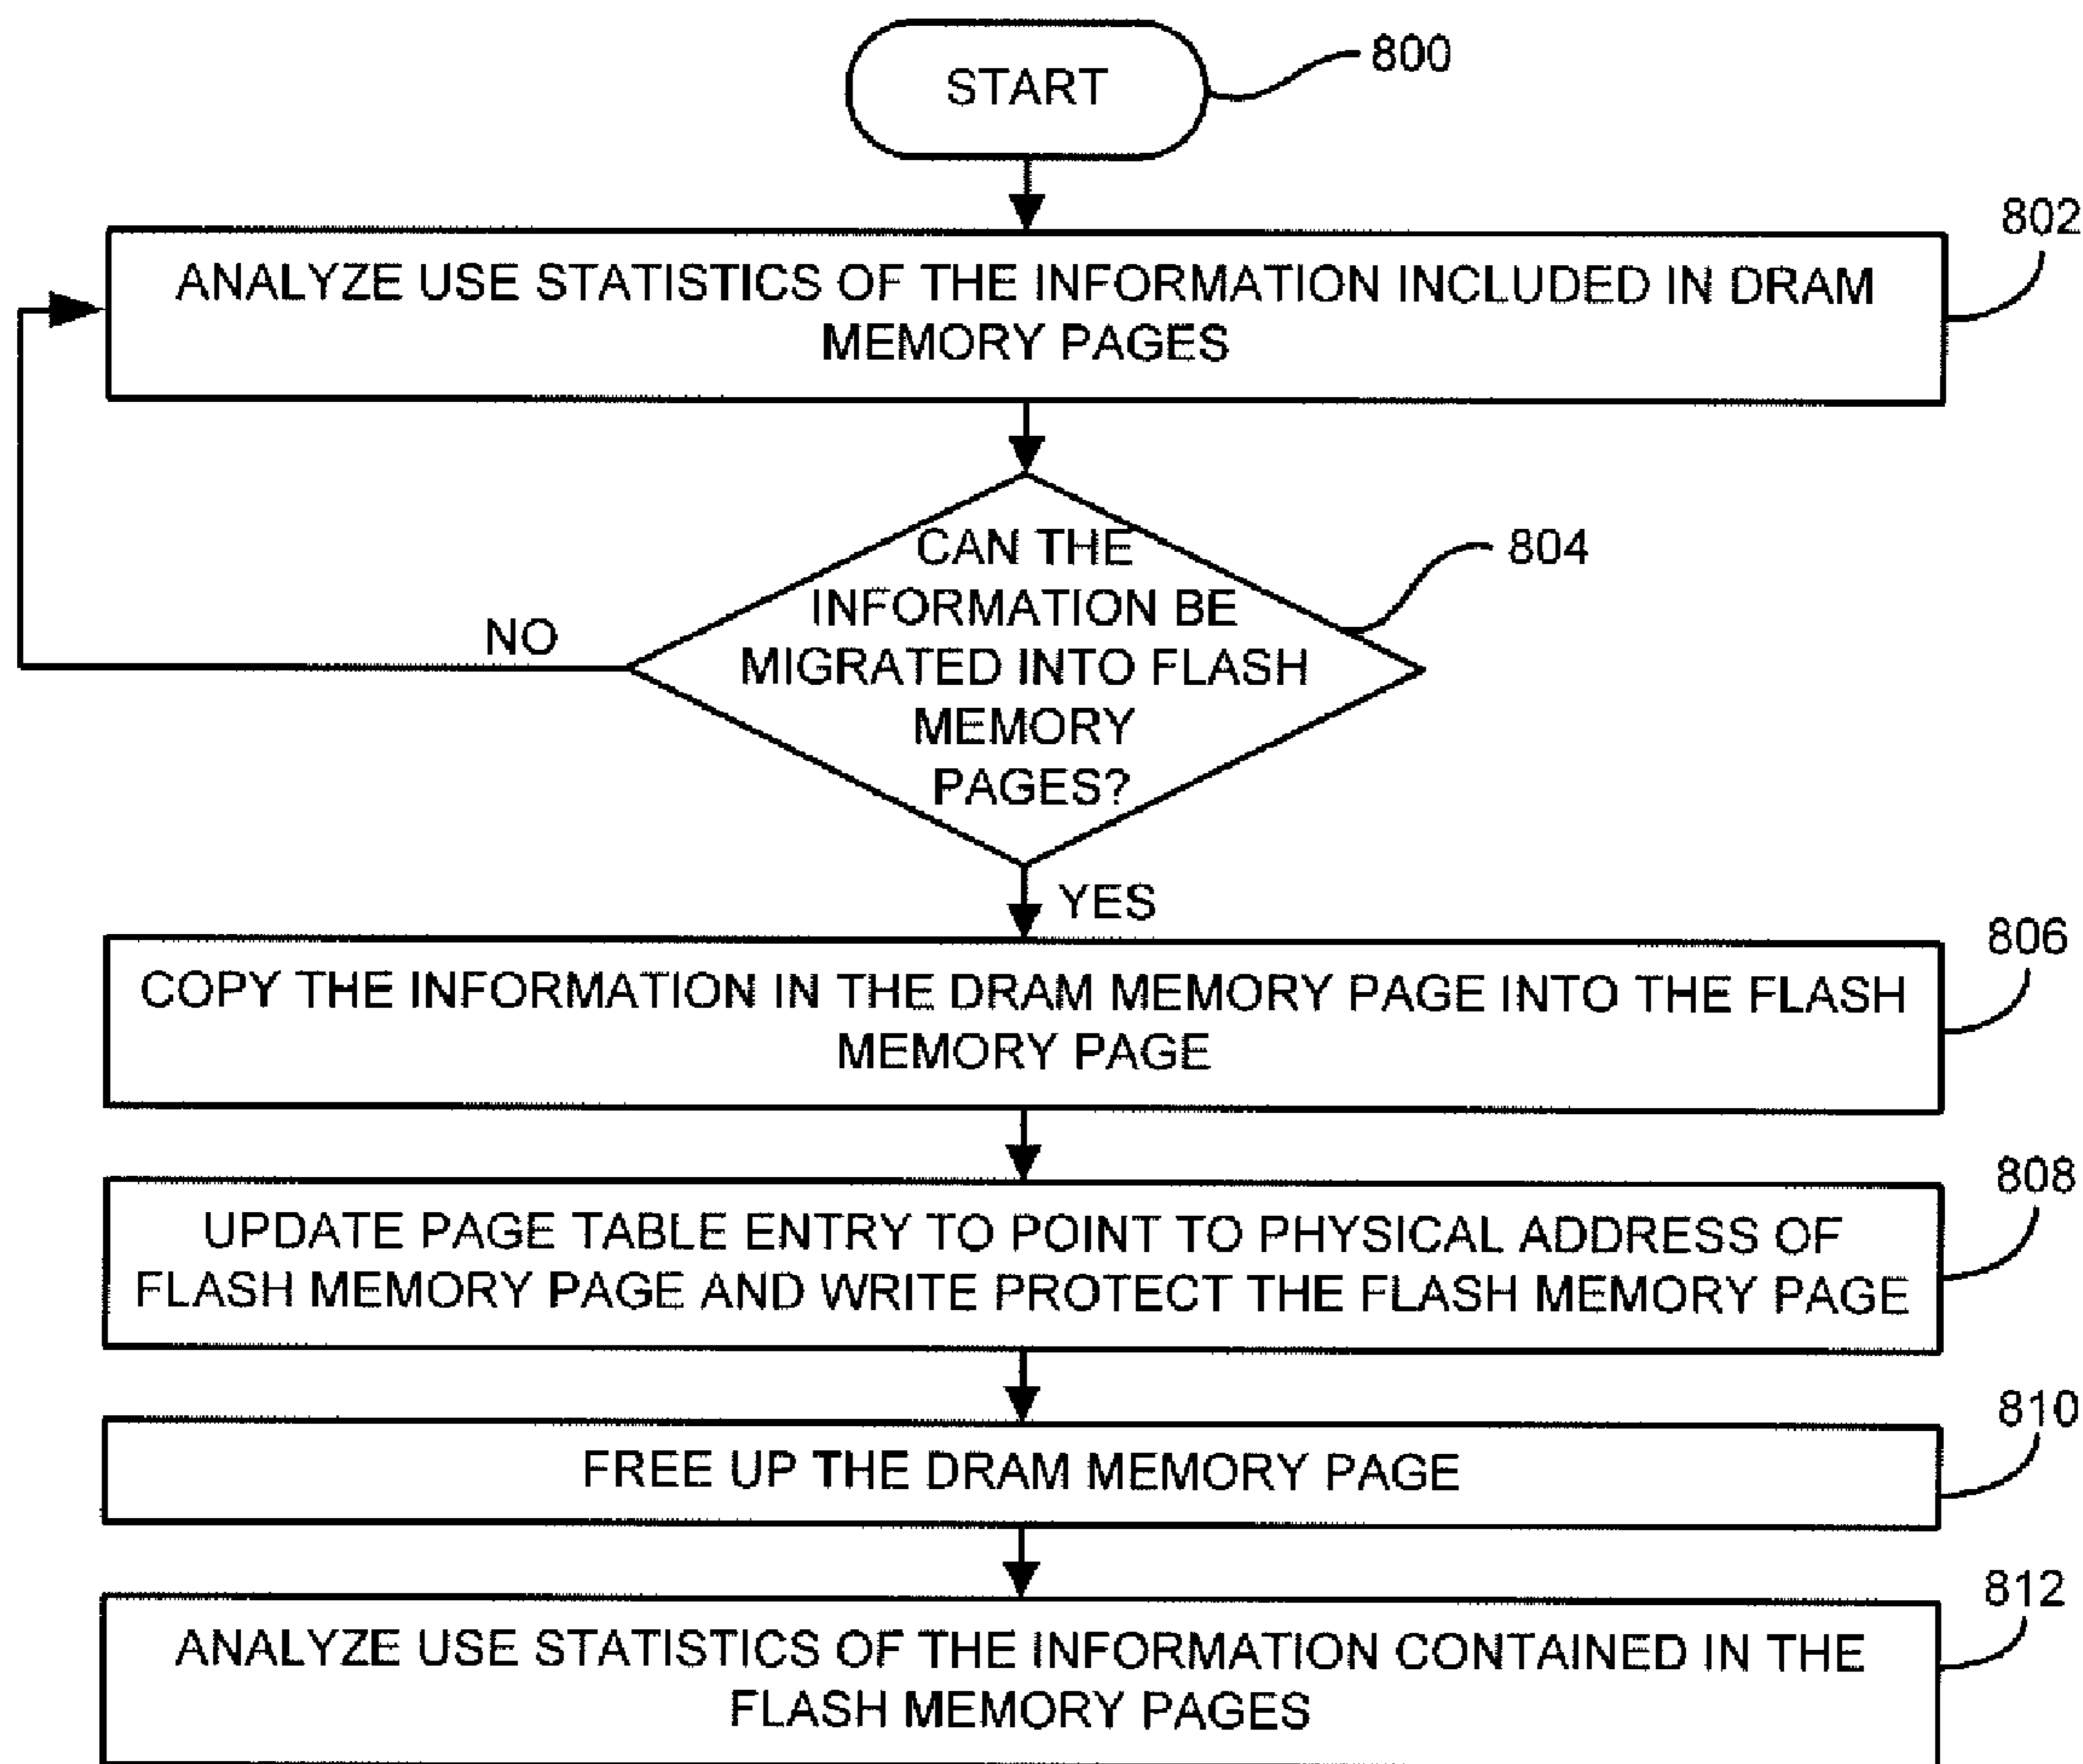 START
800
802
ANALYZE USE STATISTICS OF THE INFORMATION INCLUDED IN DRAM
MEMORY PAGES
CAN THE
INFORMATION BE
MIGRATED INTO FLASH
MEMORY
PAGES?
804
NO
YES
806
COPY THE INFORMATION IN THE DRAM MEMORY PAGE INTO THE FLASH
MEMORY PAGE
808
UPDATE PAGE TABLE ENTRY TO POINT TO PHYSICAL ADDRESS OF
FLASH MEMORY PAGE AND WRITE PROTECT THE FLASH MEMORY PAGE
810
FREE UP THE DRAM MEMORY PAGE
812
ANALYZE USE STATISTICS OF THE INFORMATION CONTAINED IN THE
FLASH MEMORY PAGES